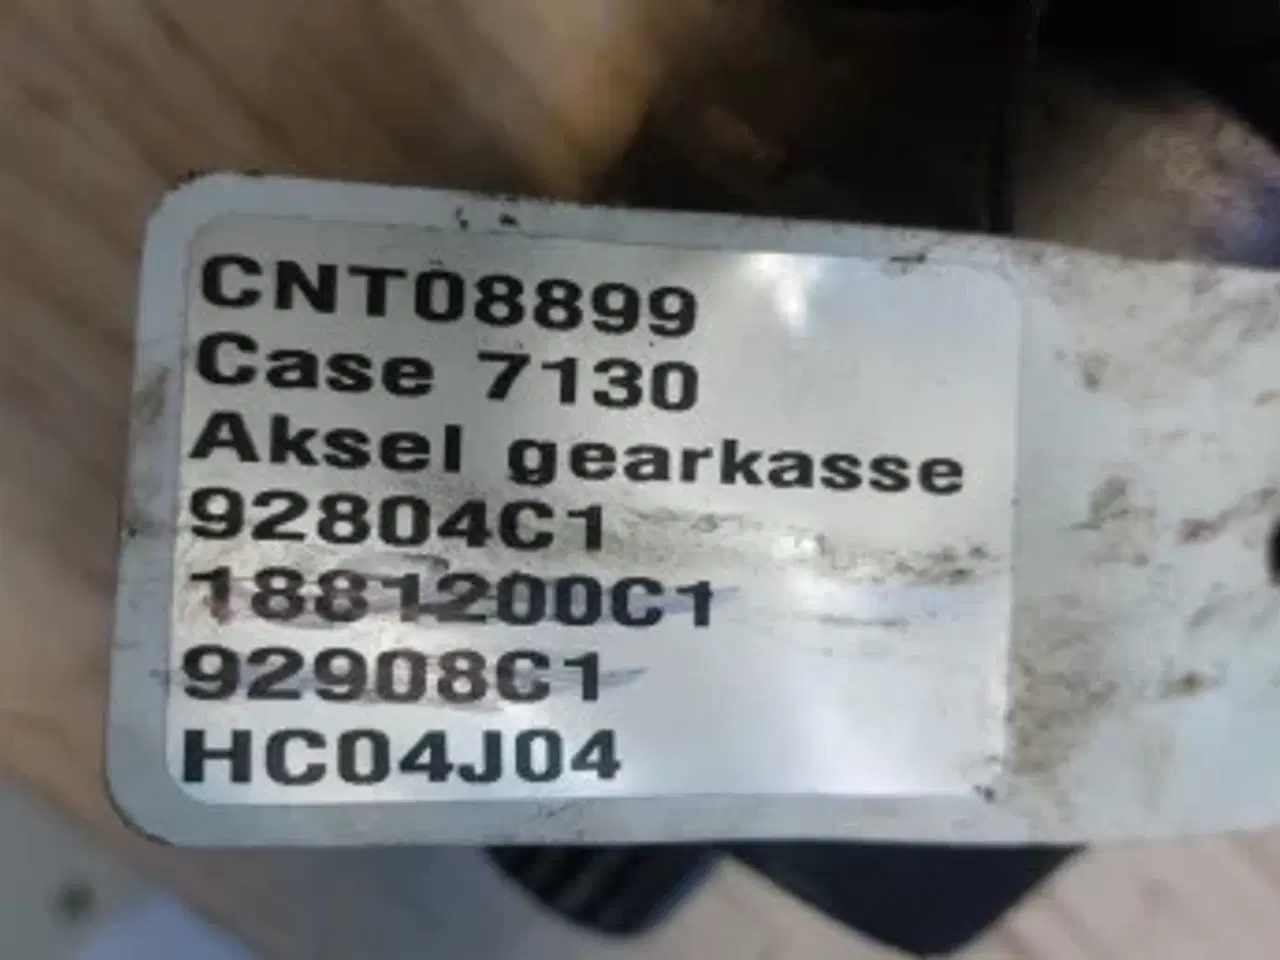 CNT08899
Case 7130
Aksel gearkasse
92804C1
1881200C1
92908C1
HC04J04